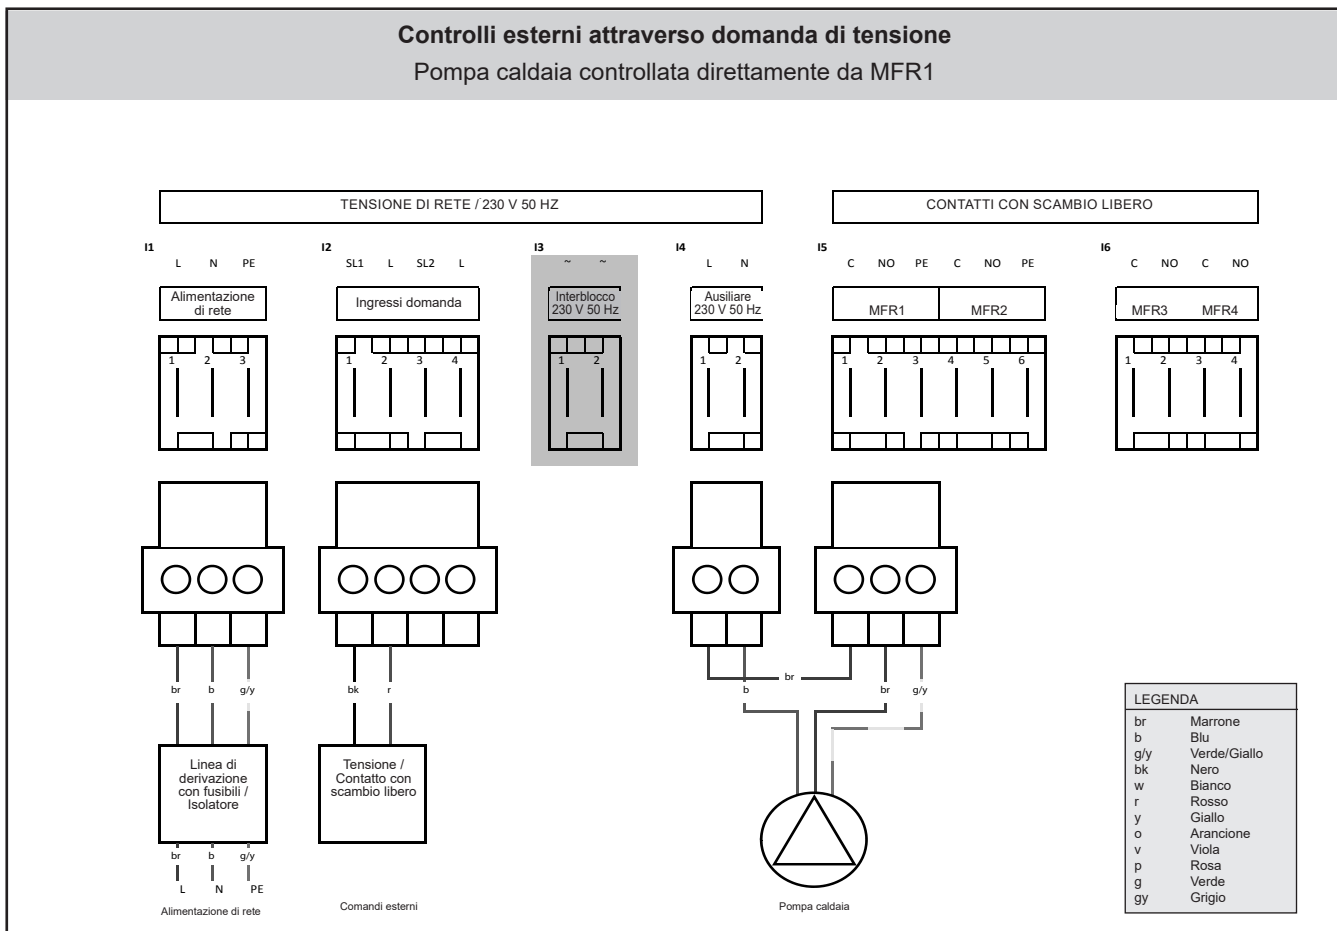 Controlli esterni attraverso domanda di tensione
Pompa caldaia controllata direttamente da MFR1
TENSIONE DI RETE / 230 V 50 HZ
CONTATTI CON SCAMBIO LIBERO
I1
I2
I3
I4
I5
I6
L N PE
SL1 L SL2 L
~ ~
L N
C NO PE C NO PE
C NO C NO
Alimentazione
di rete
Ingressi domanda
Interblocco
230 V 50 Hz
Ausiliare
230 V 50 Hz
MFR1 MFR2
MFR3 MFR4
1 2 3
1 2 3 4
1 2
1 2
1 2 3 4 5 6
1 2 3 4
br b g/y
bk r
br
b
br g/y
Linea di
derivazione
con fusibili /
Isolatore
Tensione /
Contatto con
scambio libero
br b g/y
L N PE
Alimentazione di rete
Comandi esterni
Pompa caldaia
LEGENDA
br Marrone
b Blu
g/y Verde/Giallo
bk Nero
w Bianco
r Rosso
y Giallo
o Arancione
v Viola
p Rosa
g Verde
gy Grigio